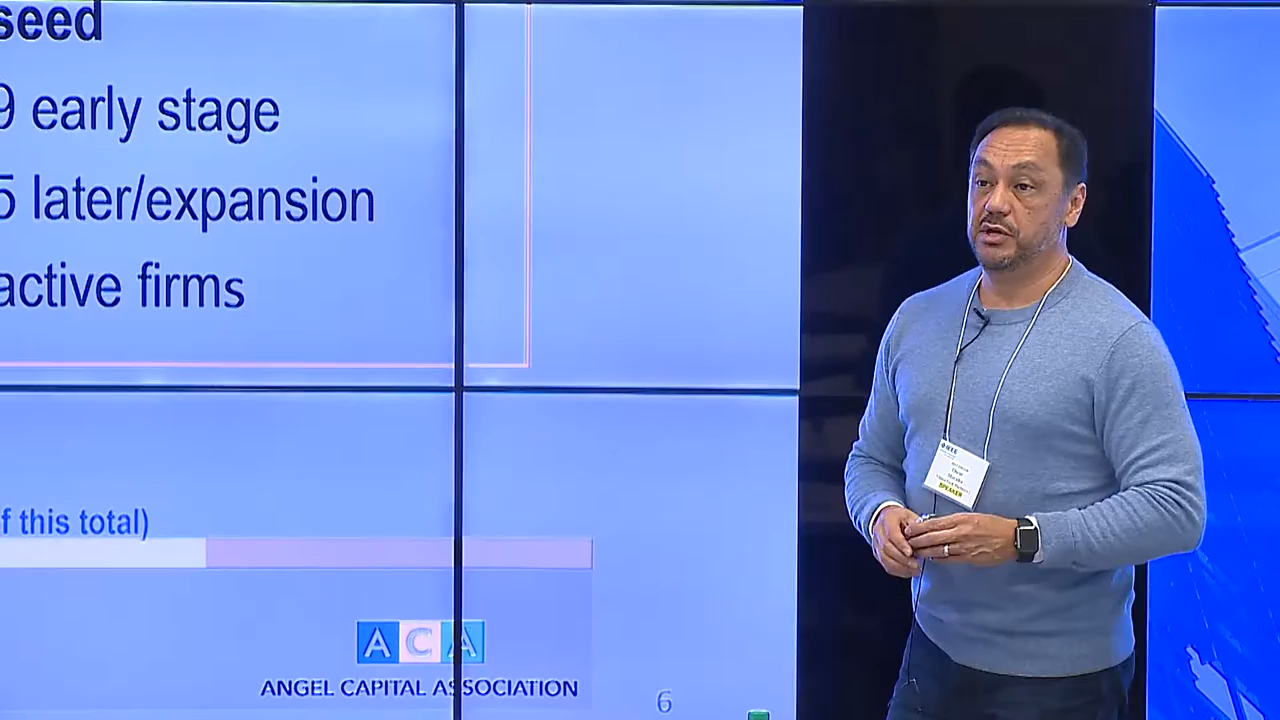 seed
9 early stage
5 later/expansion
active firms
f this total)
ACA
ANGEL CAPITAL ASSOCIATION
6
SPEAKER